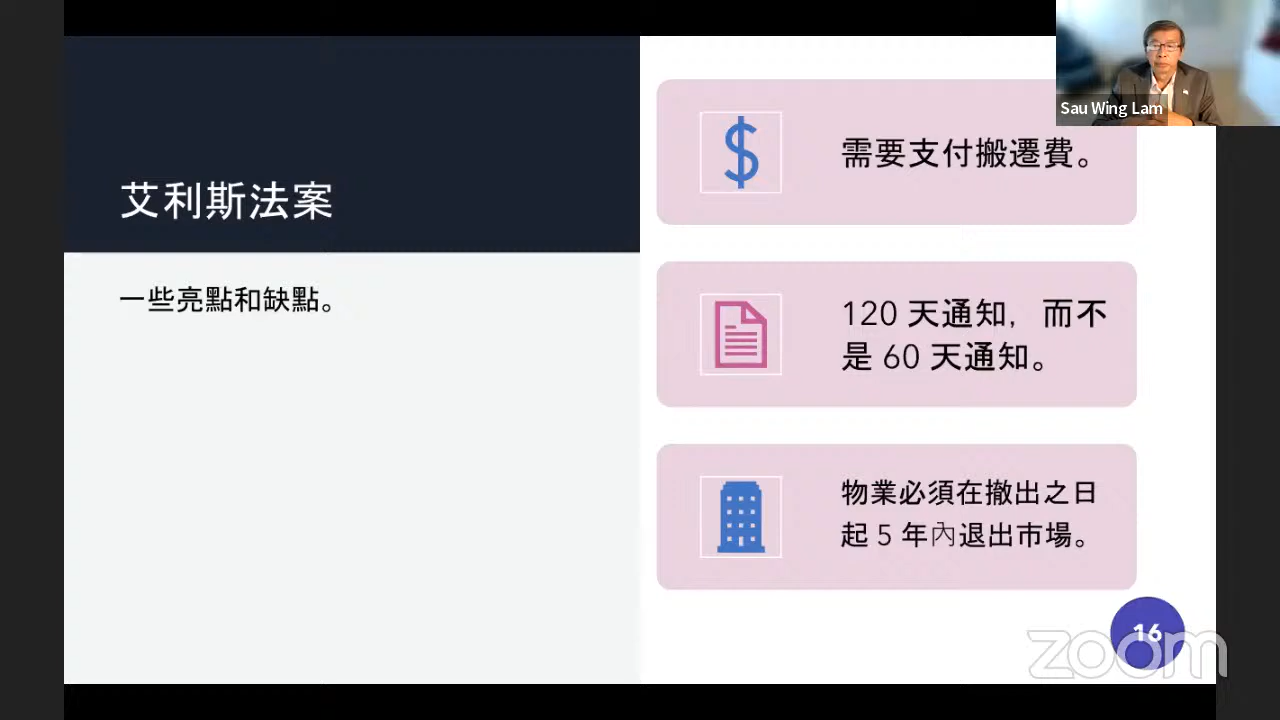 Sau Wing Lam
艾利斯法案
一些亮點和缺點。
需要支付搬遷費。
120 天通知，而不
是 60 天通知。
物業必須在撤出之日
起 5 年內退出市場。
16
zoom